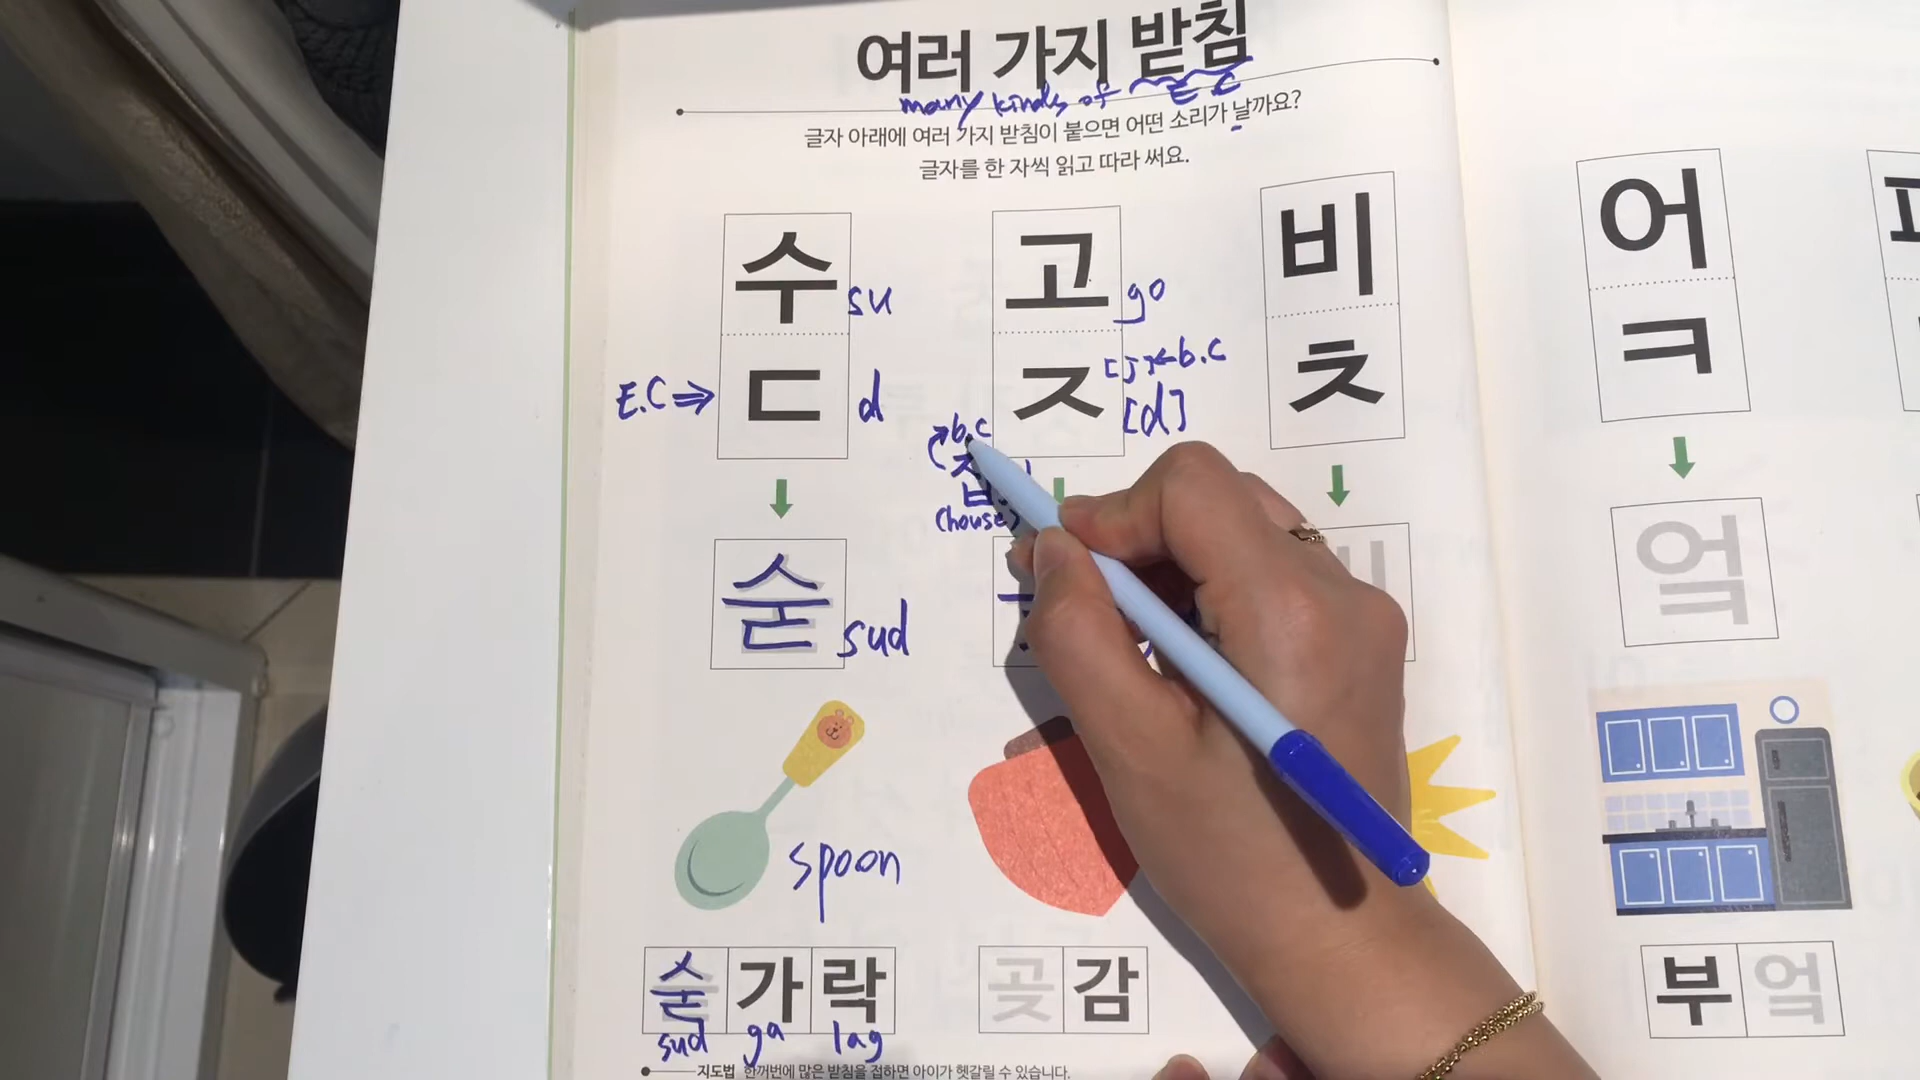 여러 가지 받침
many kinds of ~ E.C
글자 아래에 여러 가지 받침이 붙으면 어떤 소리가 날까요?
글자를 한 자씩 읽고 따라 써요.
수 su
고 go
비
어
E.C ⇒ ㄷ d
ㅈ [j] ← b.c
[d]
ㅊ
ㅋ
b.c
집
(house)
숟 sud
엌
spoon
숟가락
sud ga lag
곶감
부엌
지도법 한꺼번에 많은 받침을 접하면 아이가 헷갈릴 수 있습니다.